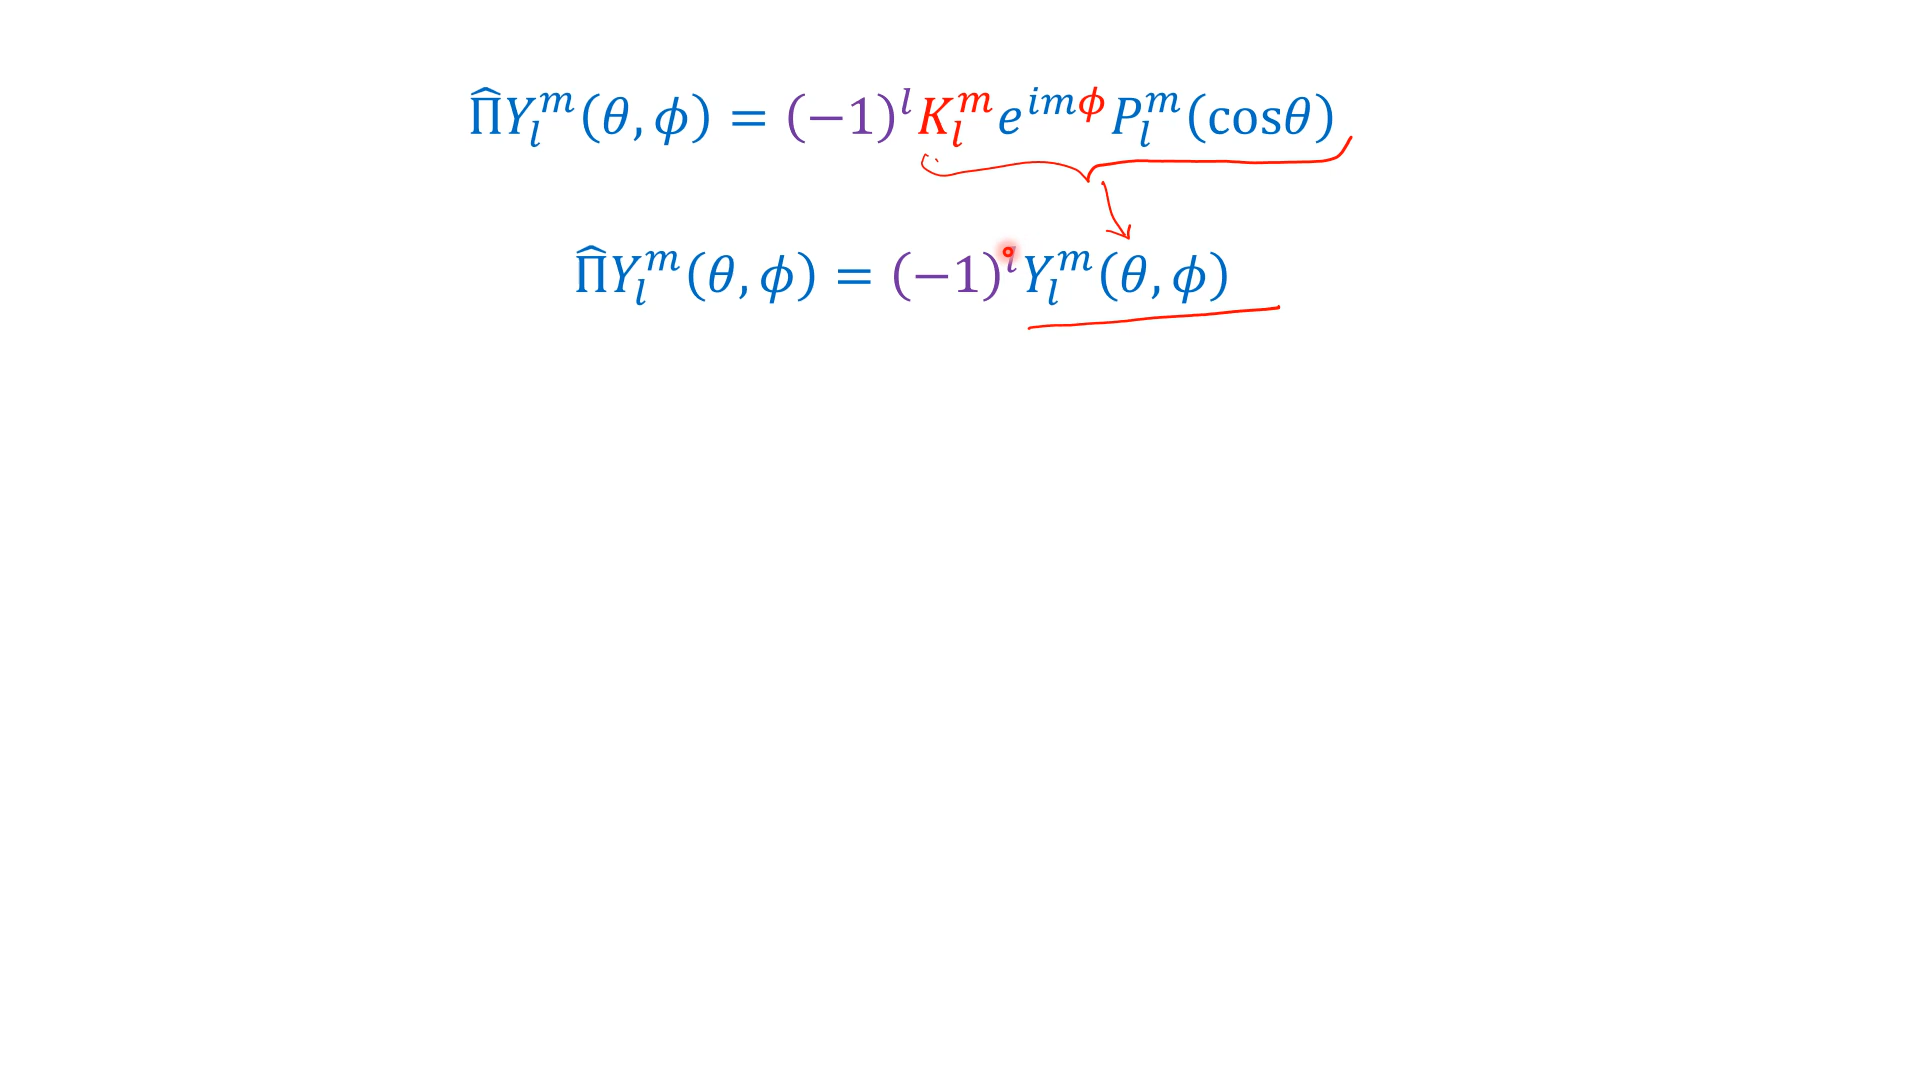 Π̂Y_l^m(θ,ϕ) = (−1)^l K_l^m e^{imϕ} P_l^m(cosθ)
Π̂Y_l^m(θ,ϕ) = (−1)^l Y_l^m(θ,ϕ)